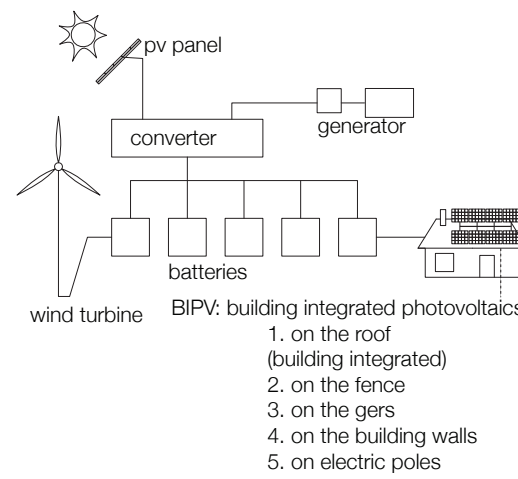 pv panel
generator
converter
batteries
wind turbine
BIPV: building integrated photovoltaics
1. on the roof
(building integrated)
2. on the fence
3. on the gers
4. on the building walls
5. on electric poles